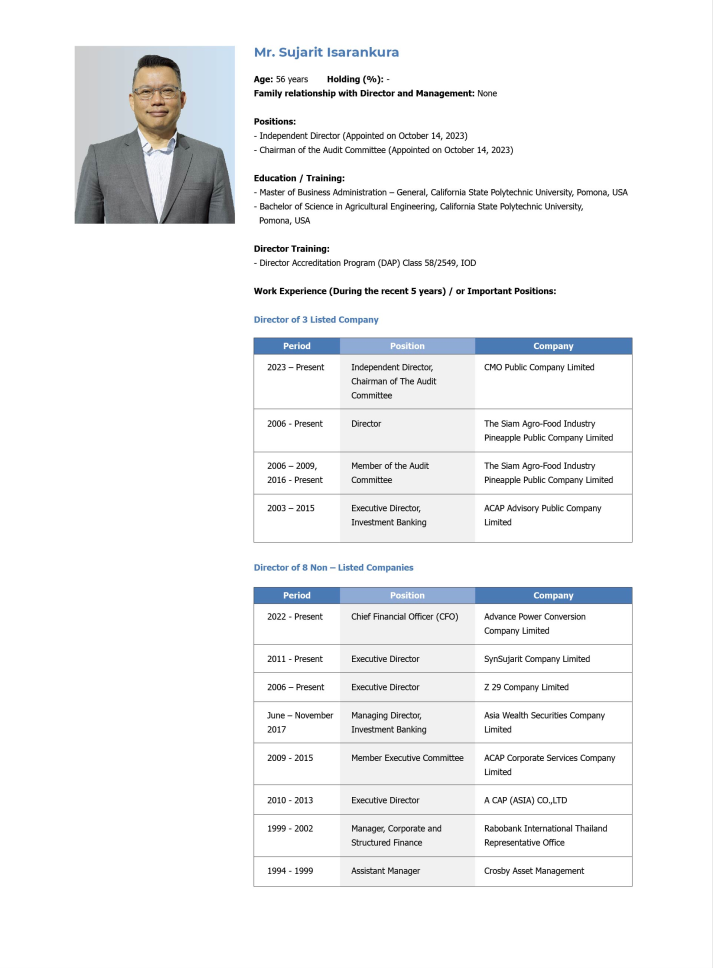 Mr. Sujarit Isarankura
Age: 56 years Holding (%): -
Family relationship with Director and Management: None
Positions:
- Independent Director (Appointed on October 14, 2023)
- Chairman of the Audit Committee (Appointed on October 14, 2023)
Education / Training:
- Master of Business Administration – General, California State Polytechnic University, Pomona, USA
- Bachelor of Science in Agricultural Engineering, California State Polytechnic University,
Pomona, USA
Director Training:
- Director Accreditation Program (DAP) Class 58/2549, IOD
Work Experience (During the recent 5 years) / or Important Positions:
Director of 3 Listed Company
Period Position Company
2023 – Present Independent Director, CMO Public Company Limited
Chairman of The Audit
Committee
2006 - Present Director The Siam Agro-Food Industry
Pineapple Public Company Limited
2006 – 2009, Member of the Audit The Siam Agro-Food Industry
2016 - Present Committee Pineapple Public Company Limited
2003 – 2015 Executive Director, ACAP Advisory Public Company
Investment Banking Limited
Director of 8 Non – Listed Companies
Period Position Company
2022 - Present Chief Financial Officer (CFO) Advance Power Conversion
Company Limited
2011 - Present Executive Director SynSujarit Company Limited
2006 – Present Executive Director Z 29 Company Limited
June – November Managing Director, Asia Wealth Securities Company
2017 Investment Banking Limited
2009 - 2015 Member Executive Committee ACAP Corporate Services Company
Limited
2010 - 2013 Executive Director A CAP (ASIA) CO.,LTD
1999 - 2002 Manager, Corporate and Rabobank International Thailand
Structured Finance Representative Office
1994 - 1999 Assistant Manager Crosby Asset Management